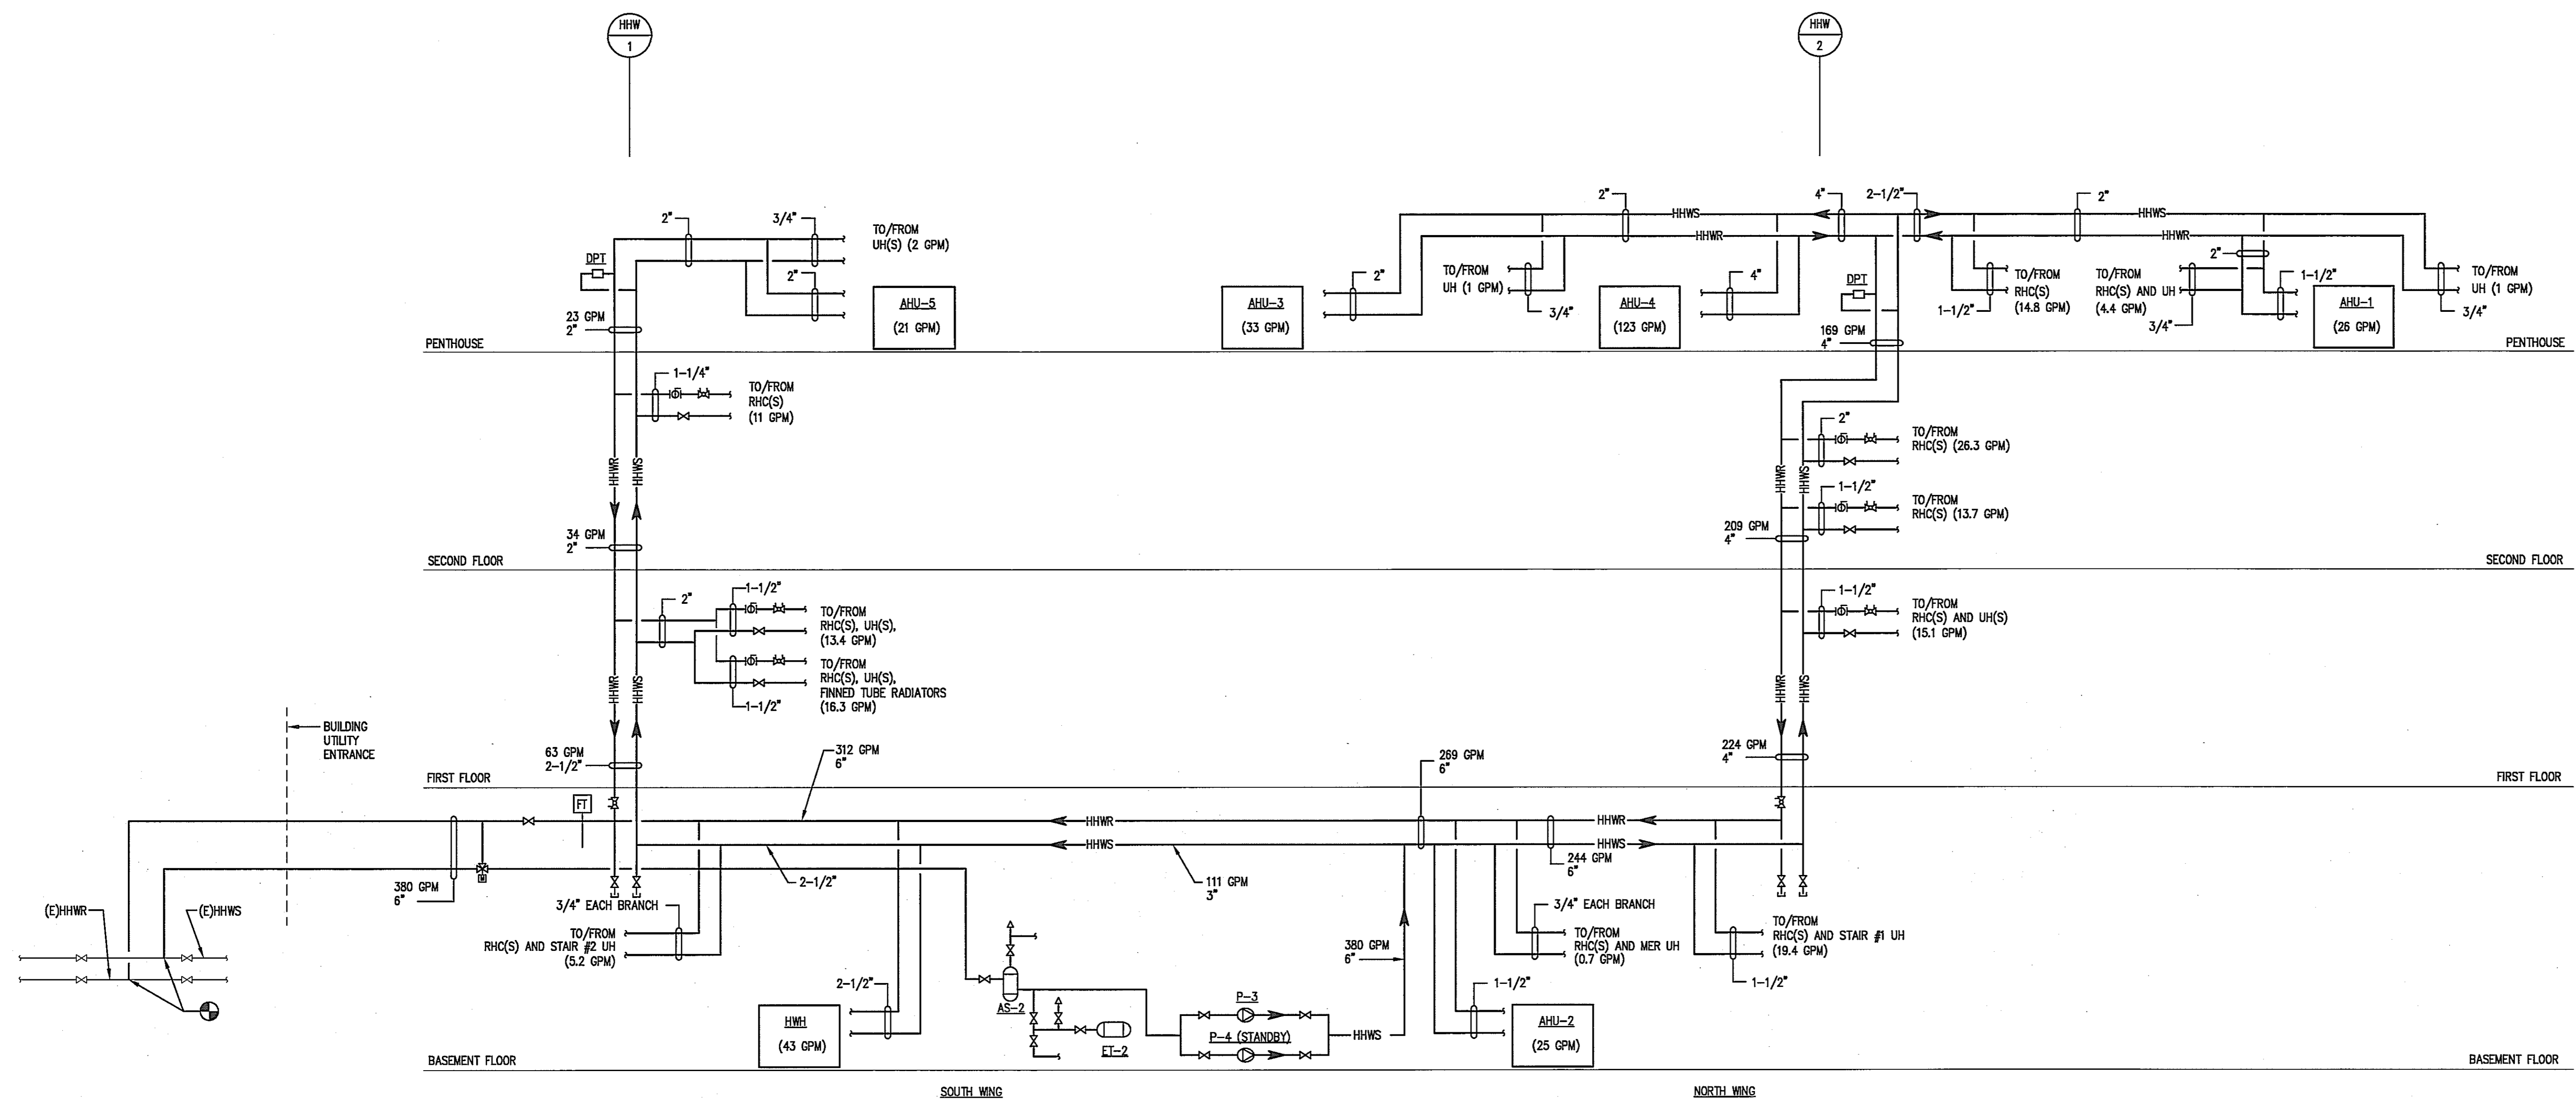 HHW
1
HHW
2
2"
3/4"
TO/FROM
UH(S) (2 GPM)
DPT
2"
AHU-5
(21 GPM)
23 GPM
2"
2"
HHWS
4"
2-1/2"
2"
HHWS
HHWR
HHWR
2"
AHU-3
(33 GPM)
2"
TO/FROM
UH (1 GPM)
3/4"
AHU-4
(123 GPM)
4"
DPT
169 GPM
4"
1-1/2"
TO/FROM
RHC(S)
(14.8 GPM)
TO/FROM
RHC(S) AND UH
(4.4 GPM)
3/4"
1-1/2"
AHU-1
(26 GPM)
TO/FROM
UH (1 GPM)
3/4"
PENTHOUSE
PENTHOUSE
1-1/4"
TO/FROM
RHC(S)
(11 GPM)
2"
TO/FROM
RHC(S) (26.3 GPM)
HHWR
HHWS
HHWR
HHWS
1-1/2"
TO/FROM
RHC(S) (13.7 GPM)
34 GPM
2"
209 GPM
4"
SECOND FLOOR
SECOND FLOOR
2"
1-1/2"
TO/FROM
RHC(S), UH(S),
(13.4 GPM)
TO/FROM
RHC(S), UH(S),
FINNED TUBE RADIATORS
(16.3 GPM)
1-1/2"
1-1/2"
TO/FROM
RHC(S) AND UH(S)
(15.1 GPM)
HHWR
HHWS
HHWR
HHWS
BUILDING
UTILITY
ENTRANCE
63 GPM
2-1/2"
312 GPM
6"
269 GPM
6"
224 GPM
4"
FIRST FLOOR
FIRST FLOOR
FT
HHWR
HHWR
HHWS
HHWS
M
380 GPM
6"
2-1/2"
111 GPM
3"
244 GPM
6"
(E)HHWR
(E)HHWS
3/4" EACH BRANCH
TO/FROM
RHC(S) AND STAIR #2 UH
(5.2 GPM)
3/4" EACH BRANCH
TO/FROM
RHC(S) AND MER UH
(0.7 GPM)
TO/FROM
RHC(S) AND STAIR #1 UH
(19.4 GPM)
1-1/2"
380 GPM
6"
2-1/2"
HWH
(43 GPM)
AS-2
ET-2
P-3
P-4 (STANDBY)
HHWS
1-1/2"
AHU-2
(25 GPM)
BASEMENT FLOOR
BASEMENT FLOOR
SOUTH WING
NORTH WING